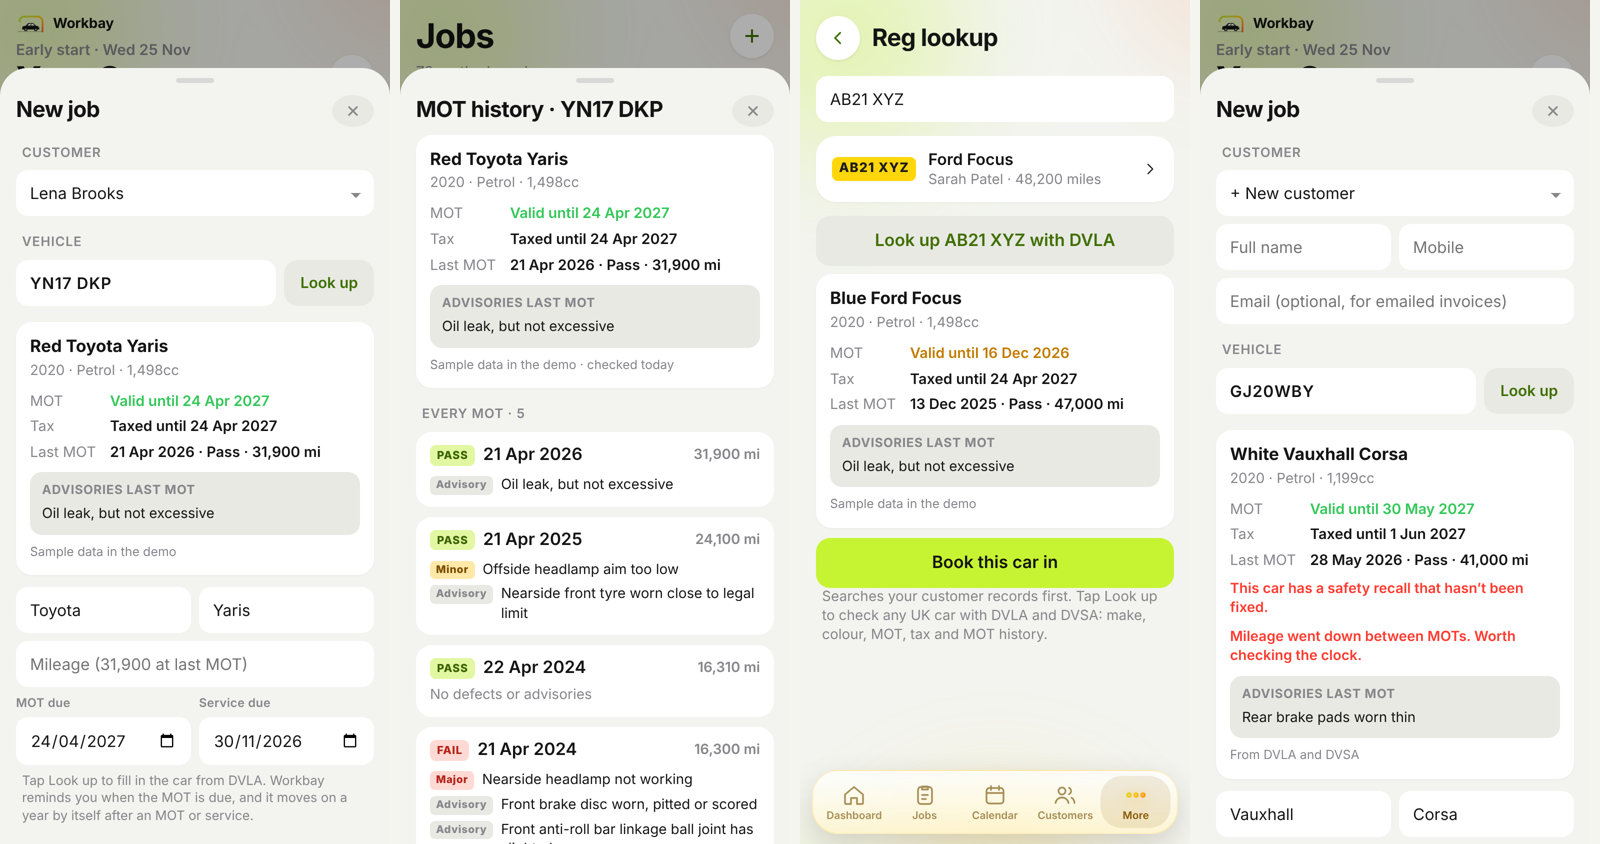 Workbay
Early start · Wed 25 Nov
New job
CUSTOMER
Lena Brooks
VEHICLE
YN17 DKP
Look up
Red Toyota Yaris
2020 · Petrol · 1,498cc
MOT Valid until 24 Apr 2027
Tax Taxed until 24 Apr 2027
Last MOT 21 Apr 2026 · Pass · 31,900 mi
ADVISORIES LAST MOT
Oil leak, but not excessive
Sample data in the demo
Toyota
Yaris
Mileage (31,900 at last MOT)
MOT due
Service due
24/04/2027
30/11/2026
Tap Look up to fill in the car from DVLA. Workbay
reminds you when the MOT is due, and it moves on a
year by itself after an MOT or service.
Jobs
MOT history · YN17 DKP
Red Toyota Yaris
2020 · Petrol · 1,498cc
MOT Valid until 24 Apr 2027
Tax Taxed until 24 Apr 2027
Last MOT 21 Apr 2026 · Pass · 31,900 mi
ADVISORIES LAST MOT
Oil leak, but not excessive
Sample data in the demo · checked today
EVERY MOT · 5
PASS 21 Apr 2026 31,900 mi
Advisory Oil leak, but not excessive
PASS 21 Apr 2025 24,100 mi
Minor Offside headlamp aim too low
Advisory Nearside front tyre worn close to legal
limit
PASS 22 Apr 2024 16,310 mi
No defects or advisories
FAIL 21 Apr 2024 16,300 mi
Major Nearside headlamp not working
Advisory Front brake disc worn, pitted or scored
Advisory Front anti-roll bar linkage ball joint has
Reg lookup
AB21 XYZ
AB21 XYZ
Ford Focus
Sarah Patel · 48,200 miles
Look up AB21 XYZ with DVLA
Blue Ford Focus
2020 · Petrol · 1,498cc
MOT Valid until 16 Dec 2026
Tax Taxed until 24 Apr 2027
Last MOT 13 Dec 2025 · Pass · 47,000 mi
ADVISORIES LAST MOT
Oil leak, but not excessive
Sample data in the demo
Book this car in
Searches your customer records first. Tap Look up
to check any UK car with DVLA and DVSA: make,
colour, MOT, tax and MOT history.
Dashboard
Jobs
Calendar
Customers
More
Workbay
Early start · Wed 25 Nov
New job
CUSTOMER
+ New customer
Full name
Mobile
Email (optional, for emailed invoices)
VEHICLE
GJ20WBY
Look up
White Vauxhall Corsa
2020 · Petrol · 1,199cc
MOT Valid until 30 May 2027
Tax Taxed until 1 Jun 2027
Last MOT 28 May 2026 · Pass · 41,000 mi
This car has a safety recall that hasn't been
fixed.
Mileage went down between MOTs. Worth
checking the clock.
ADVISORIES LAST MOT
Rear brake pads worn thin
From DVLA and DVSA
Vauxhall
Corsa